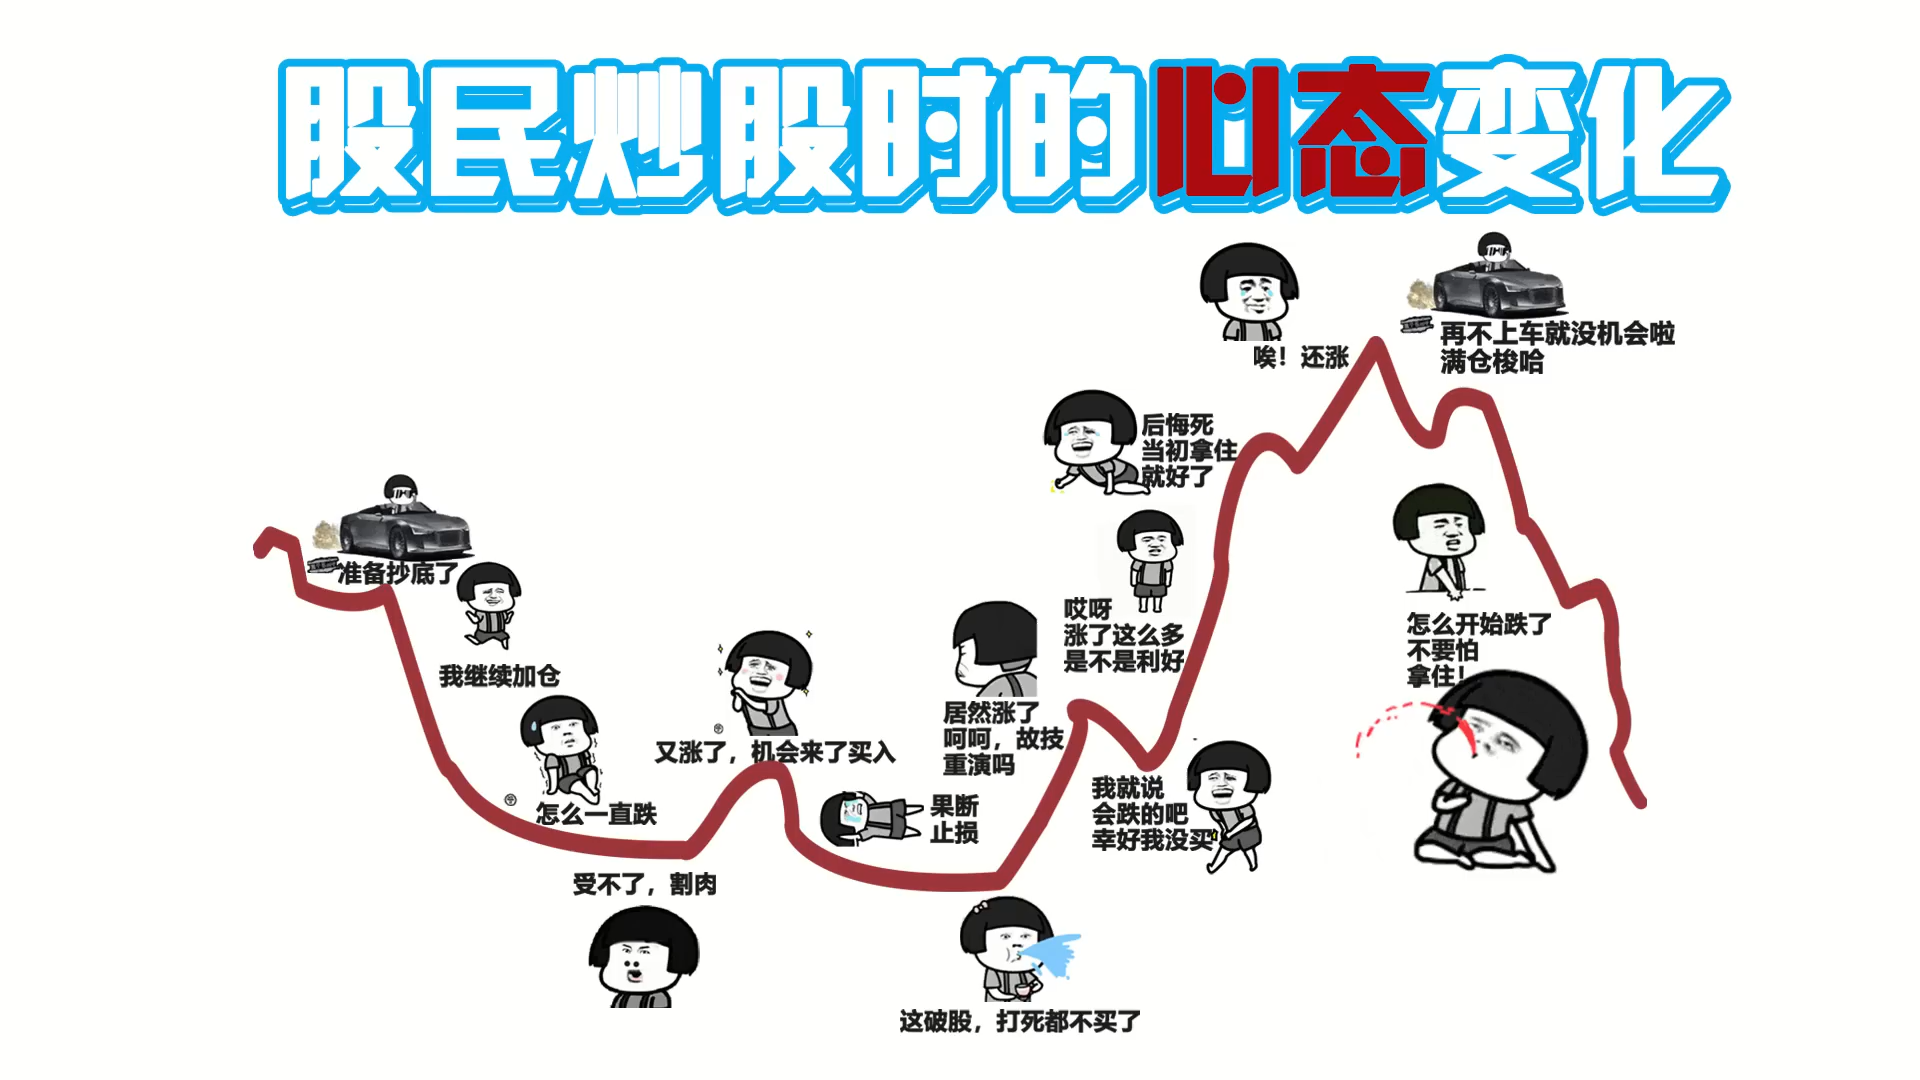 股民炒股时的心态变化
准备抄底了
我继续加仓
怎么一直跌
受不了，割肉
又涨了，机会来了买入
果断
止损
这破股，打死都不买了
居然涨了
呵呵，故技
重演吗
我就说
会跌的吧
幸好我没买
哎呀
涨了这么多
是不是利好
后悔死
当初拿住
就好了
唉！还涨
再不上车就没机会啦
满仓梭哈
怎么开始跌了
不要怕
拿住！